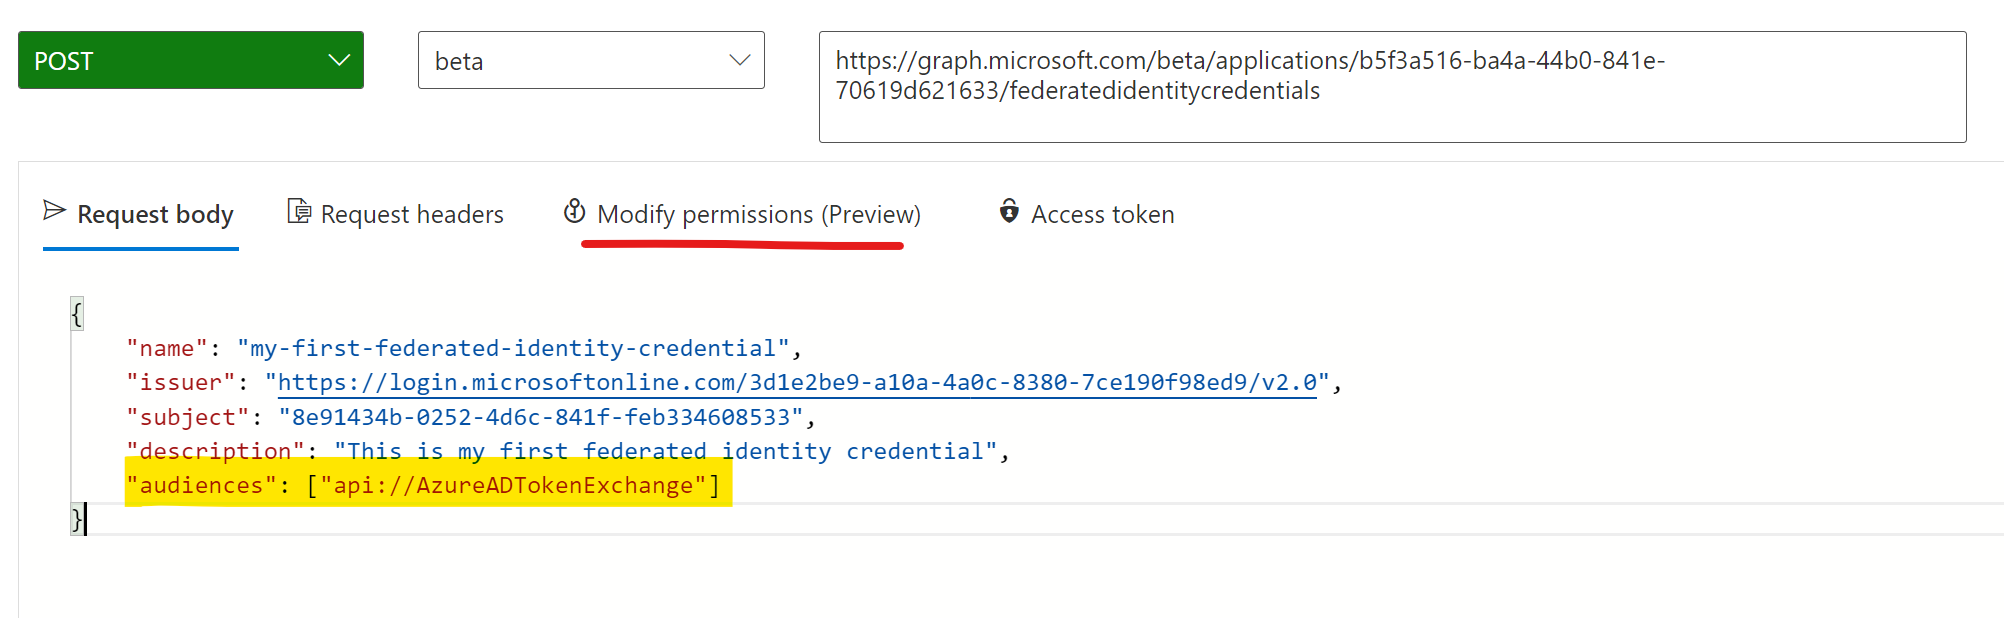 POST
beta
https://graph.microsoft.com/beta/applications/b5f3a516-ba4a-44b0-841e-
70619d621633/federatedidentitycredentials
Request body
Request headers
Modify permissions (Preview)
Access token
{
"name": "my-first-federated-identity-credential",
"issuer": "https://login.microsoftonline.com/3d1e2be9-a10a-4a0c-8380-7ce190f98ed9/v2.0",
"subject": "8e91434b-0252-4d6c-841f-feb334608533",
"description": "This is my first federated identity credential",
"audiences": ["api://AzureADTokenExchange"]
}